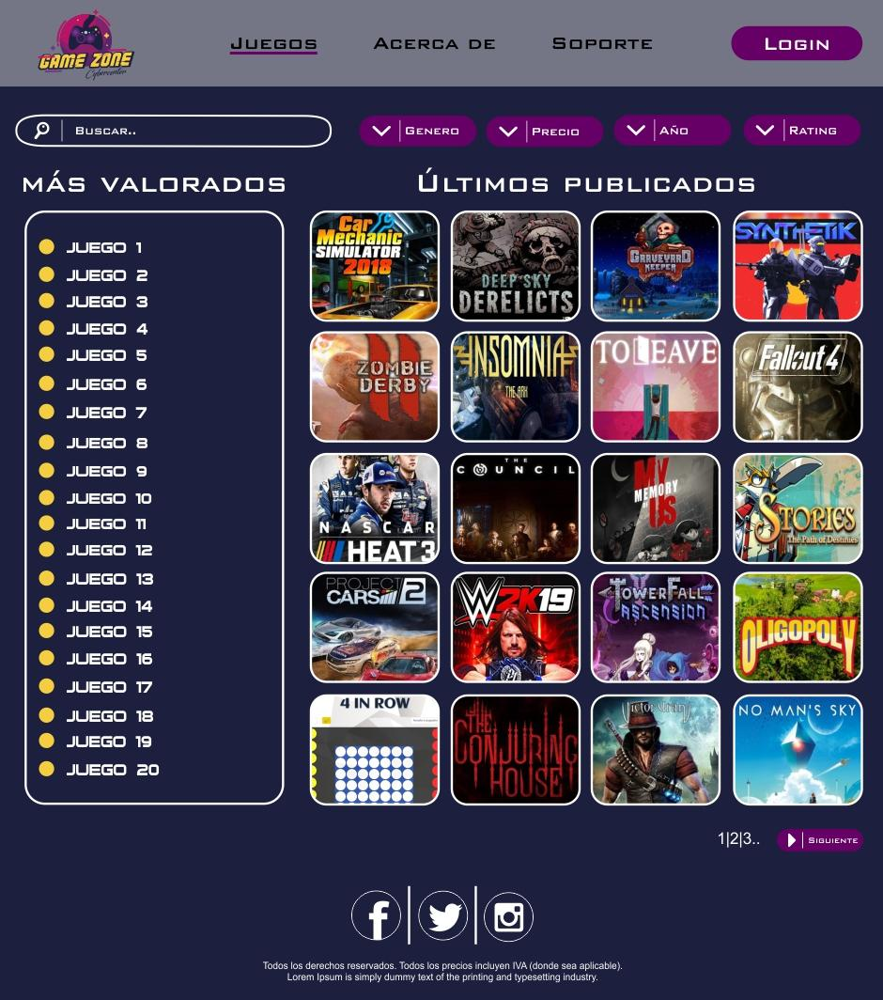 GAME ZONE
Cybercenter
Juegos
Acerca de
Soporte
Login
Buscar..
Genero
Precio
Año
Rating
MÁS VALORADOS
JUEGO 1
JUEGO 2
JUEGO 3
JUEGO 4
JUEGO 5
JUEGO 6
JUEGO 7
JUEGO 8
JUEGO 9
JUEGO 10
JUEGO 11
JUEGO 12
JUEGO 13
JUEGO 14
JUEGO 15
JUEGO 16
JUEGO 17
JUEGO 18
JUEGO 19
JUEGO 20
ÚLTIMOS PUBLICADOS
Car
Mechanic
SIMULATOR
2018
DEEP SKY
DERELICTS
GRAVEYARD
KEEPER
SYNTHETIK
ZOMBIE
DERBY
II
INSOMNIA
THE ARK
TO LEAVE
Fallout 4
NASCAR
HEAT 3
THE
COUNCIL
MY
MEMORY
OF
US
STORIES
The Path of Destinies
PROJECT
CARS 2
W 2K19
TOWERFALL
ASCENSION
OLIGOPOLY
4 IN ROW
THE
CONJURING
HOUSE
Victor Vran
NO MAN'S SKY
1|2|3..
Siguiente
Todos los derechos reservados. Todos los precios incluyen IVA (donde sea aplicable).
Lorem Ipsum is simply dummy text of the printing and typesetting industry.